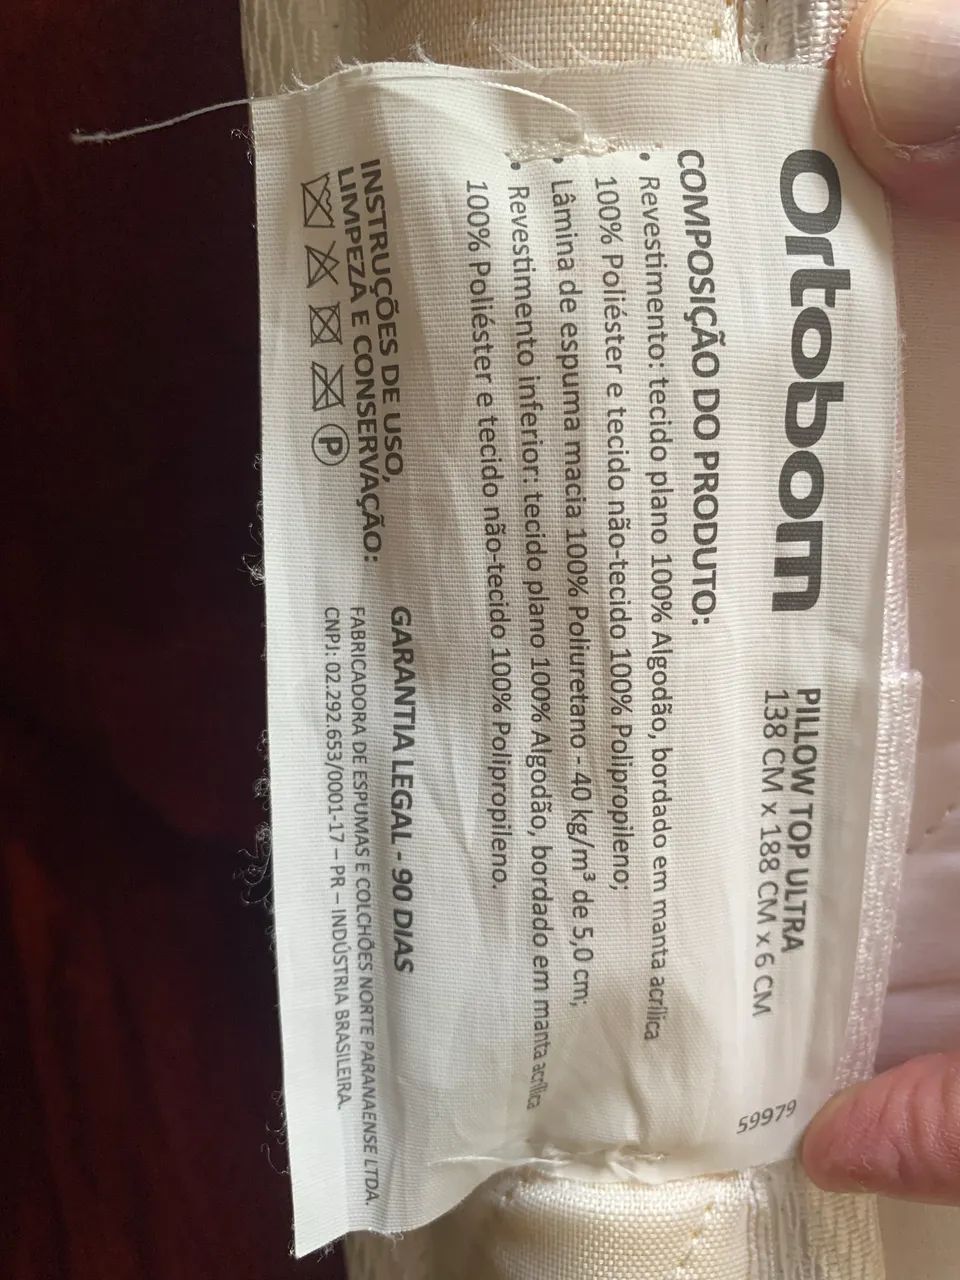 Ortobom
PILLOW TOP ULTRA
138 CM x 188 CM x 6 CM
59979
COMPOSIÇÃO DO PRODUTO:
• Revestimento: tecido plano 100% Algodão, bordado em manta acrílica
100% Poliéster e tecido não-tecido 100% Polipropileno;
• Lâmina de espuma macia 100% Poliuretano - 40 kg/m³ de 5,0 cm;
• Revestimento inferior: tecido plano 100% Algodão, bordado em manta acrílica
100% Poliéster e tecido não-tecido 100% Polipropileno.
INSTRUÇÕES DE USO,
LIMPEZA E CONSERVAÇÃO:
P
GARANTIA LEGAL - 90 DIAS
FABRICADORA DE ESPUMAS E COLCHÕES NORTE PARANAENSE LTDA.
CNPJ: 02.292.653/0001-17 – PR – INDÚSTRIA BRASILEIRA.